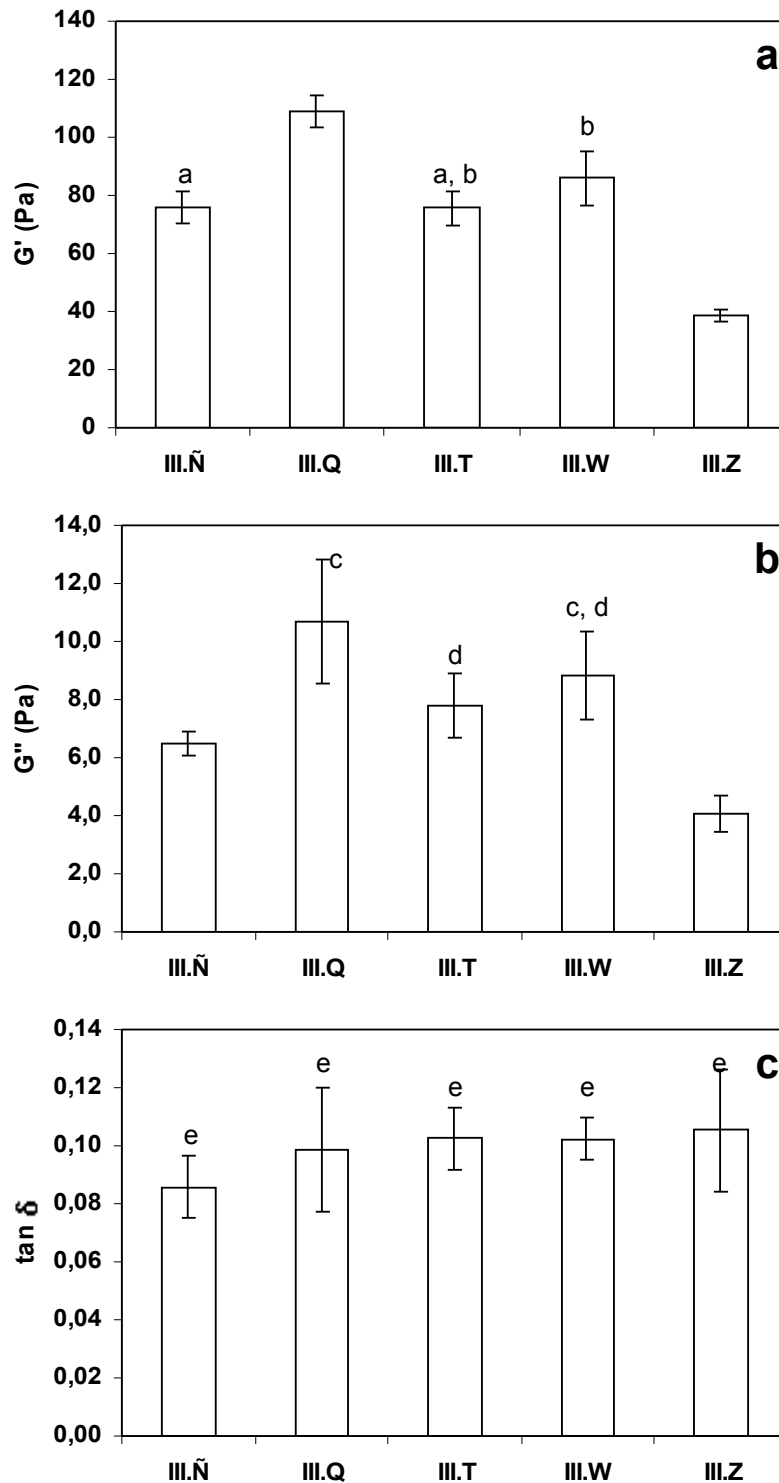 a
140
120
100
80
60
40
20
0
G' (Pa)
a
a, b
b
III.Ñ III.Q III.T III.W III.Z
b
14,0
12,0
10,0
8,0
6,0
4,0
2,0
0,0
G" (Pa)
c
d
c, d
III.Ñ III.Q III.T III.W III.Z
c
0,14
0,12
0,10
0,08
0,06
0,04
0,02
0,00
tan δ
e e e e e
III.Ñ III.Q III.T III.W III.Z